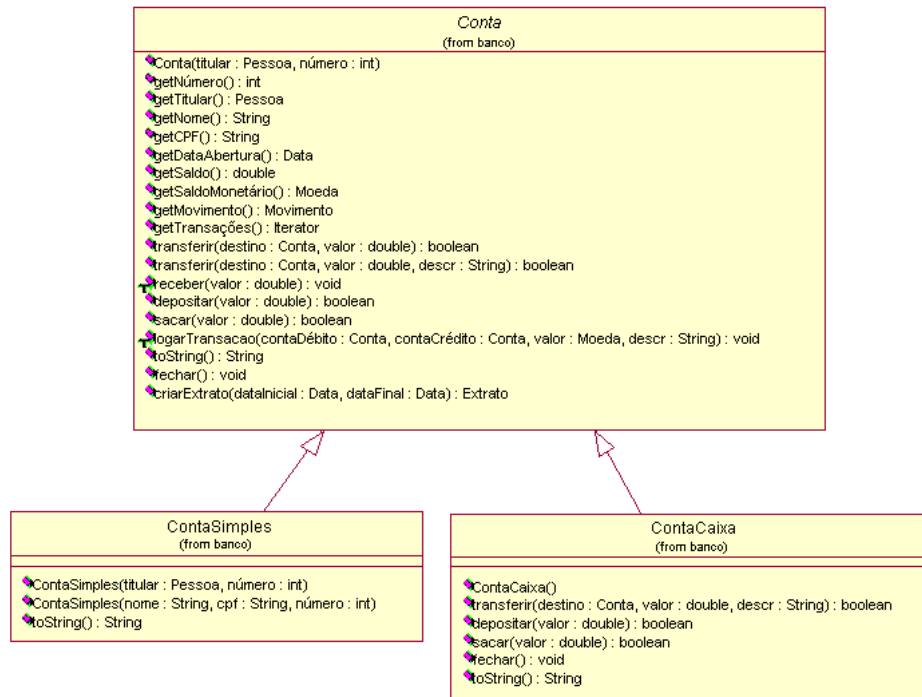 Conta
(from banco)
Conta(titular : Pessoa, número : int)
getNúmero() : int
getTitular() : Pessoa
getNome() : String
getCPF() : String
getDataAbertura() : Data
getSaldo() : double
getSaldoMonetário() : Moeda
getMovimento() : Movimento
getTransações() : Iterator
transferir(destino : Conta, valor : double) : boolean
transferir(destino : Conta, valor : double, descr : String) : boolean
receber(valor : double) : void
depositar(valor : double) : boolean
sacar(valor : double) : boolean
logarTransacao(contaDébito : Conta, contaCrédito : Conta, valor : Moeda, descr : String) : void
toString() : String
fechar() : void
criarExtrato(dataInicial : Data, dataFinal : Data) : Extrato
ContaSimples
(from banco)
ContaSimples(titular : Pessoa, número : int)
ContaSimples(nome : String, cpf : String, número : int)
toString() : String
ContaCaixa
(from banco)
ContaCaixa()
transferir(destino : Conta, valor : double, descr : String) : boolean
depositar(valor : double) : boolean
sacar(valor : double) : boolean
fechar() : void
toString() : String